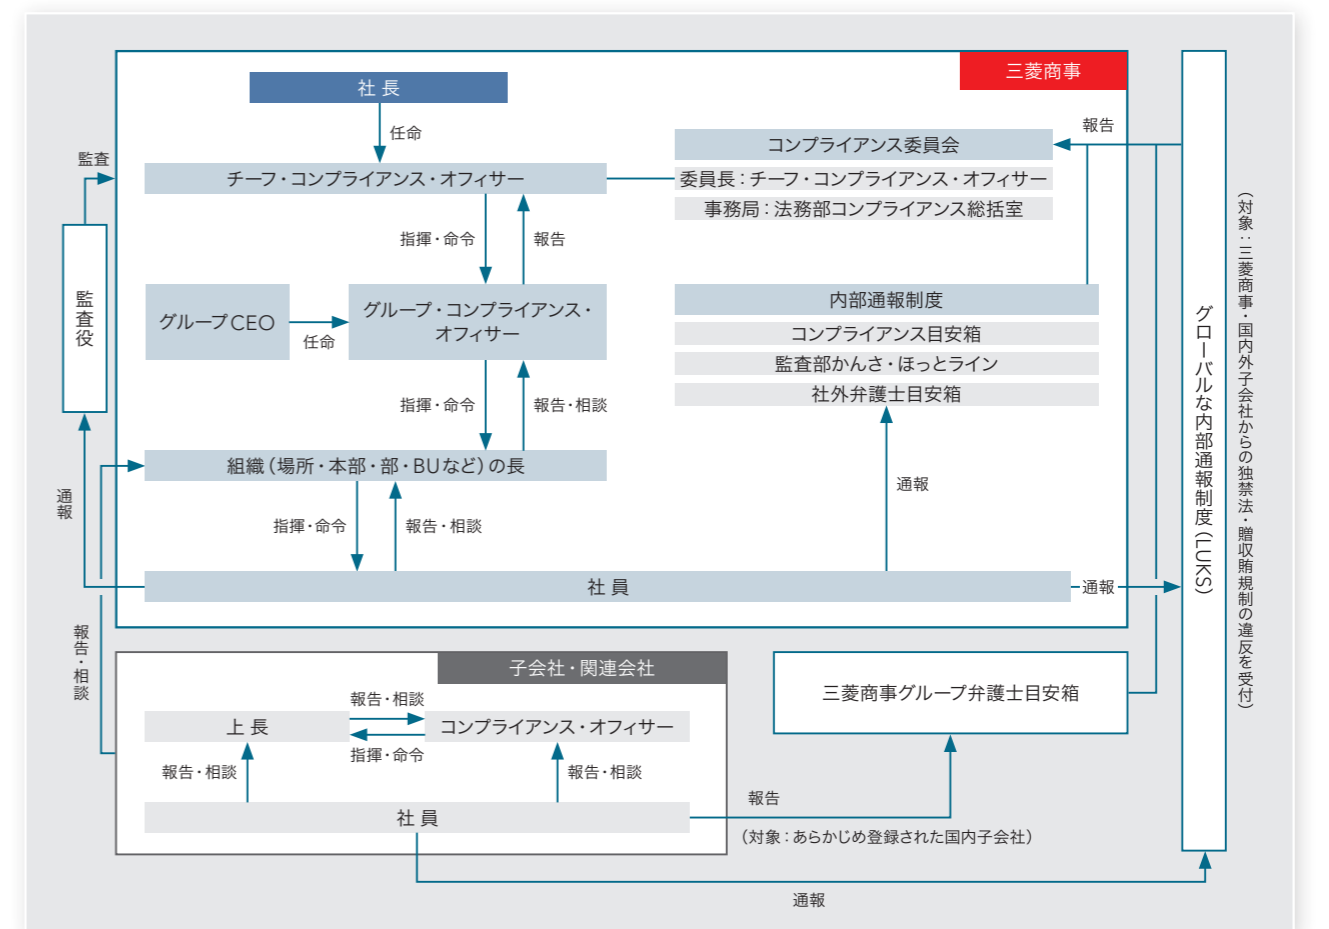 三菱商事
社長
任命
報告
コンプライアンス委員会
監査
チーフ・コンプライアンス・オフィサー
委員長：チーフ・コンプライアンス・オフィサー
事務局：法務部コンプライアンス総括室
指揮・命令
報告
監査役
グループCEO
任命
グループ・コンプライアンス・
オフィサー
内部通報制度
コンプライアンス目安箱
監査部かんさ・ほっとライン
社外弁護士目安箱
指揮・命令
報告・相談
組織（場所・本部・部・BUなど）の長
通報
通報
指揮・命令
報告・相談
社員
通報
グローバルな内部通報制度（LUKS）
（対象：三菱商事・国内外子会社からの独禁法・贈収賄規制の違反を受付）
報告・相談
子会社・関連会社
三菱商事グループ弁護士目安箱
報告・相談
上長
コンプライアンス・オフィサー
指揮・命令
報告・相談
報告・相談
社員
報告
（対象：あらかじめ登録された国内子会社）
通報